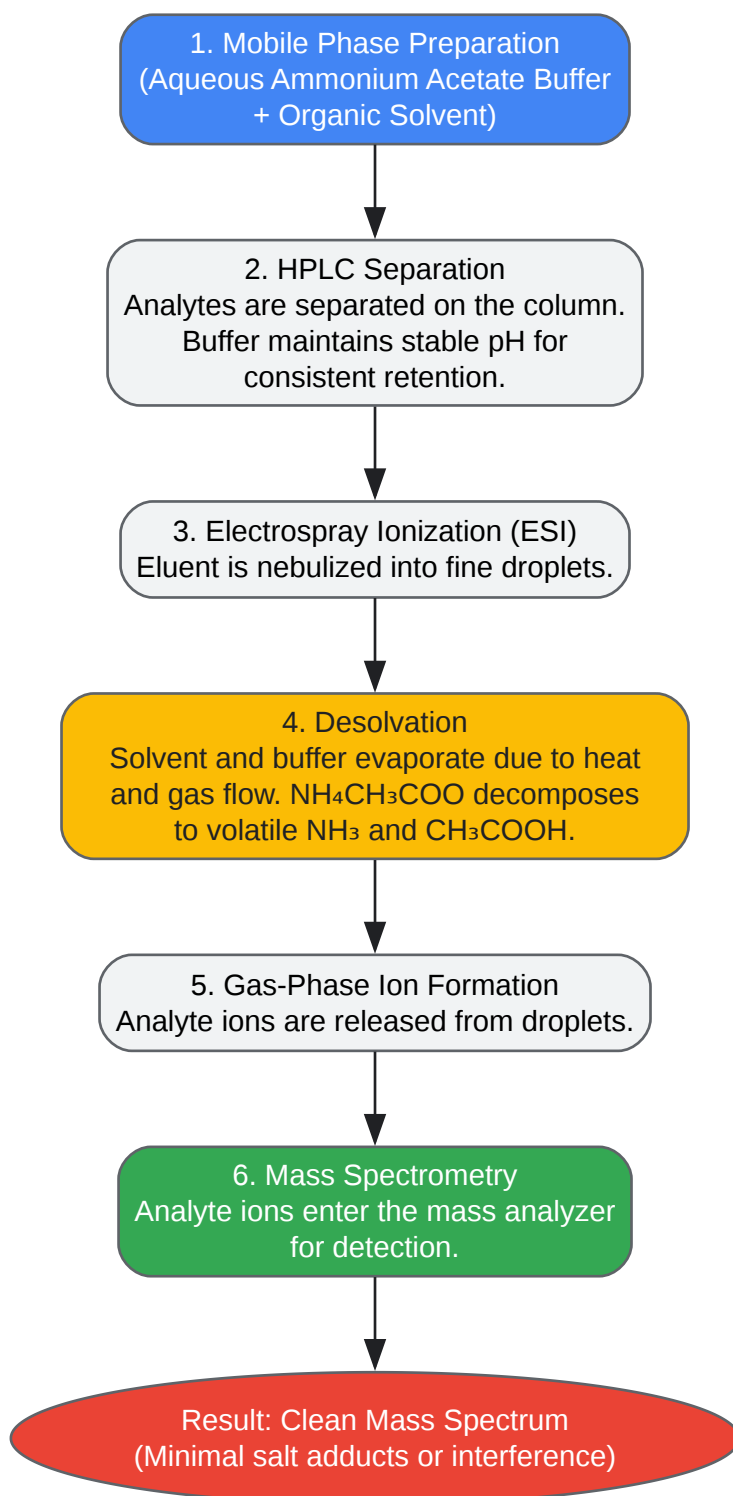 1. Mobile Phase Preparation
(Aqueous Ammonium Acetate Buffer
+ Organic Solvent)
2. HPLC Separation
Analytes are separated on the column.
Buffer maintains stable pH for
consistent retention.
3. Electrospray Ionization (ESI)
Eluent is nebulized into fine droplets.
4. Desolvation
Solvent and buffer evaporate due to heat
and gas flow. NH₄CH₃COO decomposes
to volatile NH₃ and CH₃COOH.
5. Gas-Phase Ion Formation
Analyte ions are released from droplets.
6. Mass Spectrometry
Analyte ions enter the mass analyzer
for detection.
Result: Clean Mass Spectrum
(Minimal salt adducts or interference)